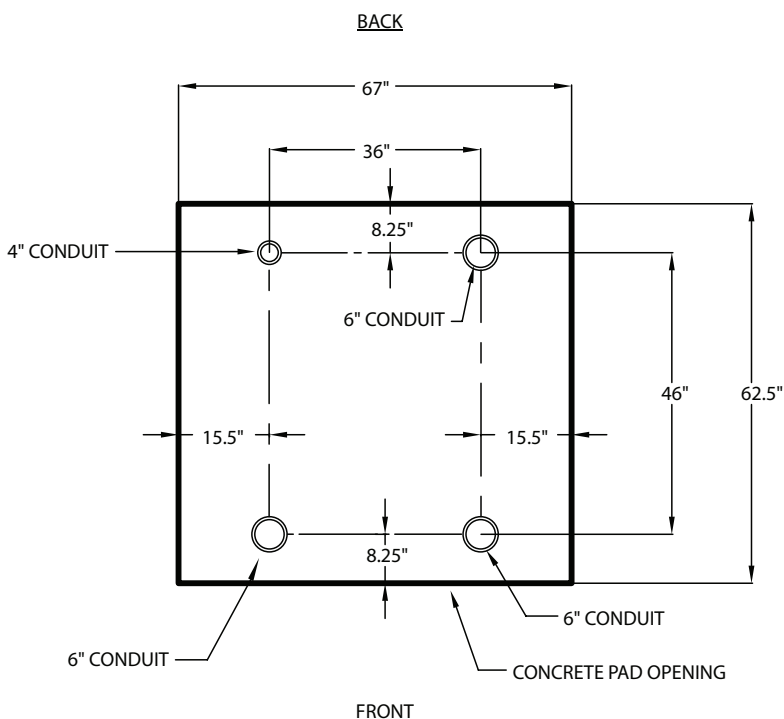 BACK
67"
36"
8.25"
4" CONDUIT
6" CONDUIT
46"
62.5"
15.5"
15.5"
8.25"
6" CONDUIT
6" CONDUIT
CONCRETE PAD OPENING
FRONT